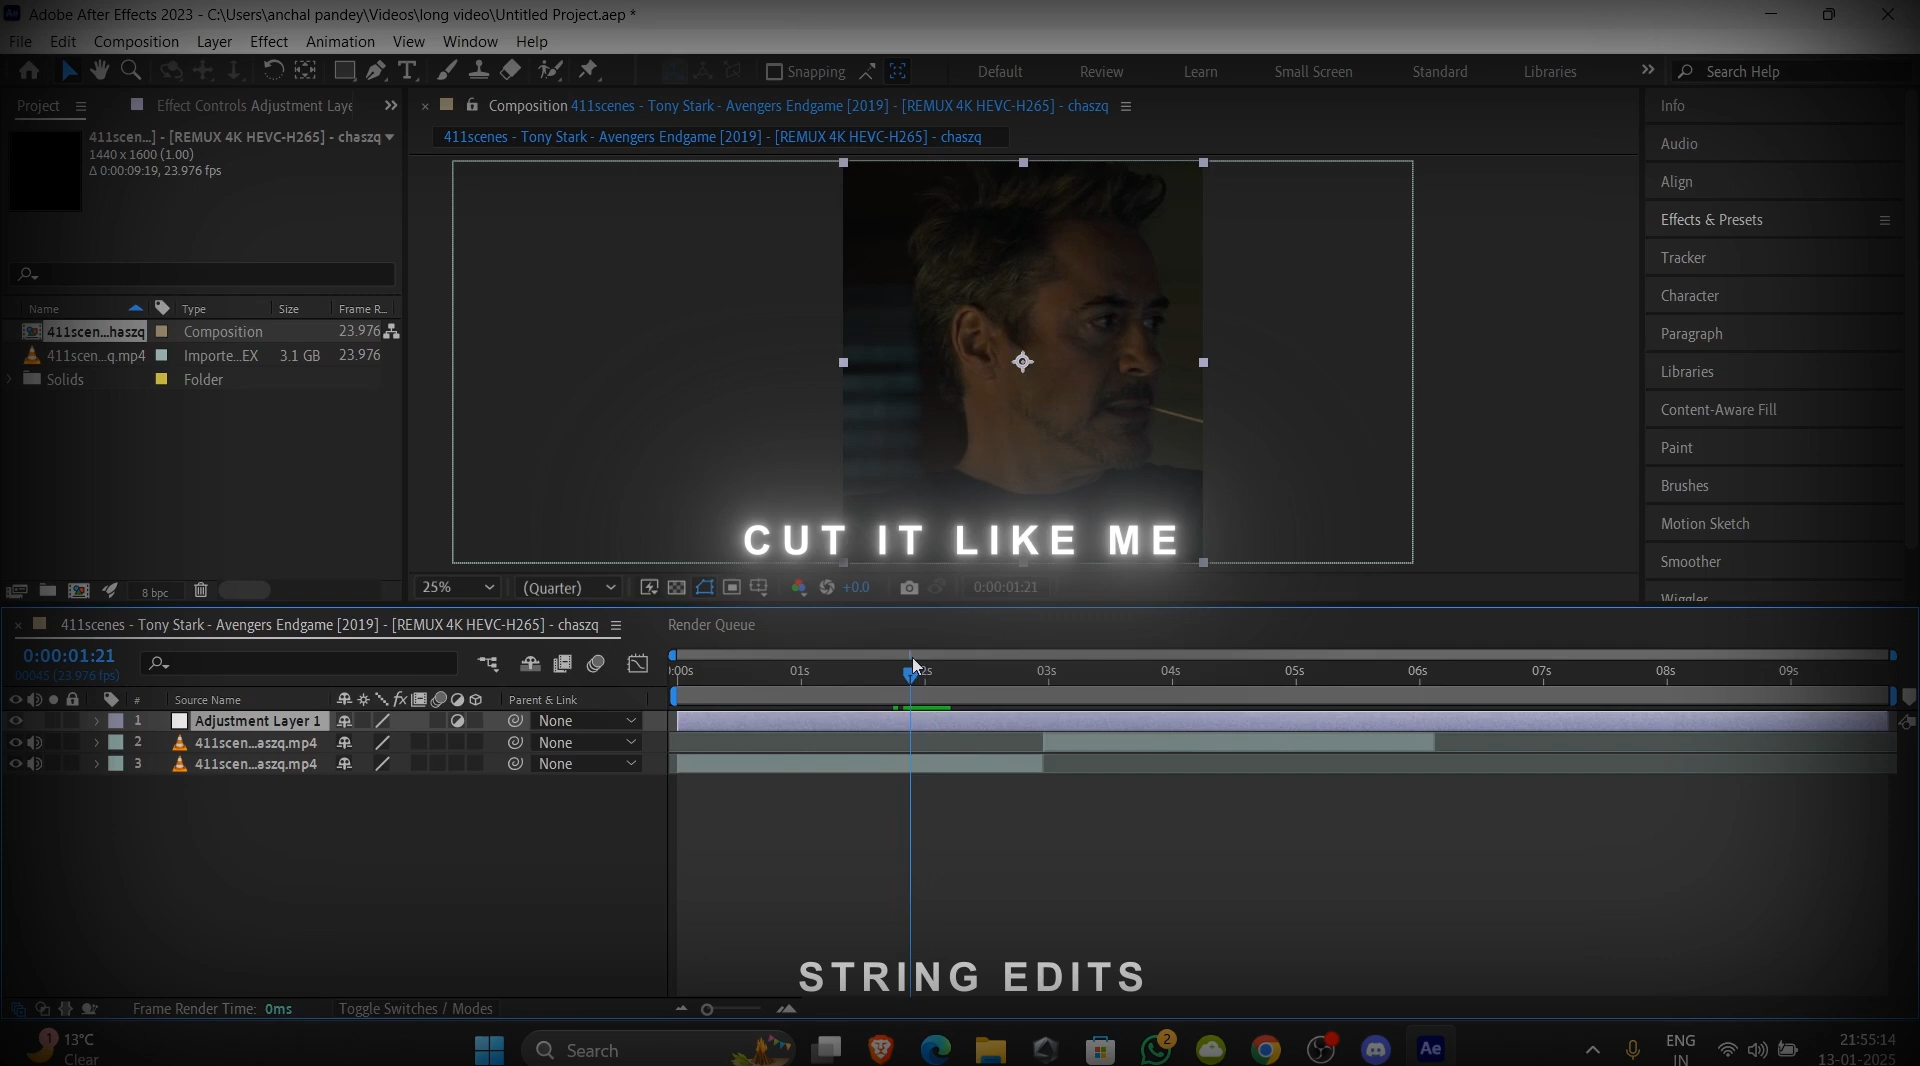 Adobe After Effects 2023 - C:\Users\anchal pandey\Videos\long video\Untitled Project.aep *
File Edit Composition Layer Effect Animation View Window Help
Snapping Default Review Learn Small Screen Standard Libraries Search Help
Project Effect Controls Adjustment Laye
Composition 411scenes - Tony Stark - Avengers Endgame [2019] - [REMUX 4K HEVC-H265] - chaszq
411scenes - Tony Stark - Avengers Endgame [2019] - [REMUX 4K HEVC-H265] - chaszq
411scen...] - [REMUX 4K HEVC-H265] - chaszq
1440 x 1600 (1.00)
Δ 0:00:09:19, 23.976 fps
Name Type Size Frame R...
411scen...haszq Composition 23.976
411scen...q.mp4 Importe...EX 3.1 GB 23.976
Solids Folder
8 bpc
Info
Audio
Align
Effects & Presets
Tracker
Character
Paragraph
Libraries
Content-Aware Fill
Paint
Brushes
Motion Sketch
Smoother
Wiggler
CUT IT LIKE ME
25% (Quarter) +0.0 0:00:01:21
411scenes - Tony Stark - Avengers Endgame [2019] - [REMUX 4K HEVC-H265] - chaszq
Render Queue
0:00:01:21
00045 (23.976 fps)
:00s 01s 2s 03s 04s 05s 06s 07s 08s 09s
# Source Name Parent & Link
1 Adjustment Layer 1 None
2 411scen...aszq.mp4 None
3 411scen...aszq.mp4 None
STRING EDITS
Frame Render Time: 0ms Toggle Switches / Modes
1
13°C
Clear
Search
2
Ae
ENG
IN
21:55:14
13-01-2025